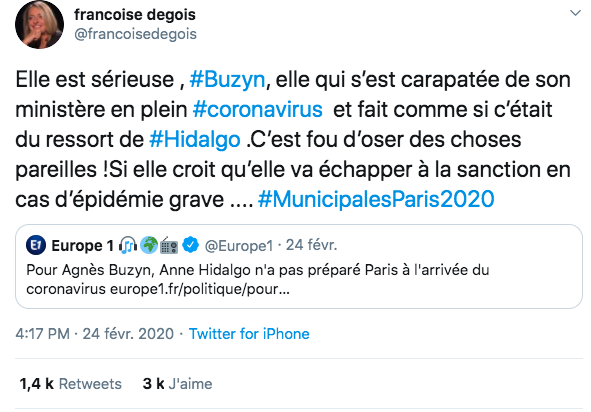 francoise degois
@francoisedegois
Elle est sérieuse , #Buzyn, elle qui s’est carapatée de son
ministère en plein #coronavirus et fait comme si c’était
du ressort de #Hidalgo .C’est fou d’oser des choses
pareilles !Si elle croit qu’elle va échapper à la sanction en
cas d’épidémie grave .... #MunicipalesParis2020
E1 Europe 1 🎧🌍📻 @Europe1 · 24 févr.
Pour Agnès Buzyn, Anne Hidalgo n'a pas préparé Paris à l'arrivée du
coronavirus europe1.fr/politique/pour...
4:17 PM · 24 févr. 2020 · Twitter for iPhone
1,4 k Retweets 3 k J'aime